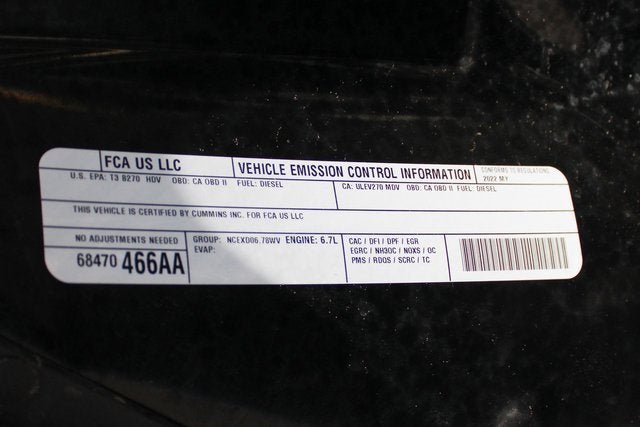 FCA US LLC VEHICLE EMISSION CONTROL INFORMATION CONFORMS TO REGULATIONS
2022 MY
U.S. EPA: T3 B270 HDV OBD: CA OBD II FUEL: DIESEL CA: ULEV270 MDV OBD: CA OBD II FUEL: DIESEL
THIS VEHICLE IS CERTIFIED BY CUMMINS INC. FOR FCA US LLC
NO ADJUSTMENTS NEEDED
68470 466AA
GROUP: NCEXD06.78WV ENGINE: 6.7L
EVAP:
CAC / DFI / DPF / EGR
EGRC / NH3OC / NOXS / OC
PMS / RDQS / SCRC / TC